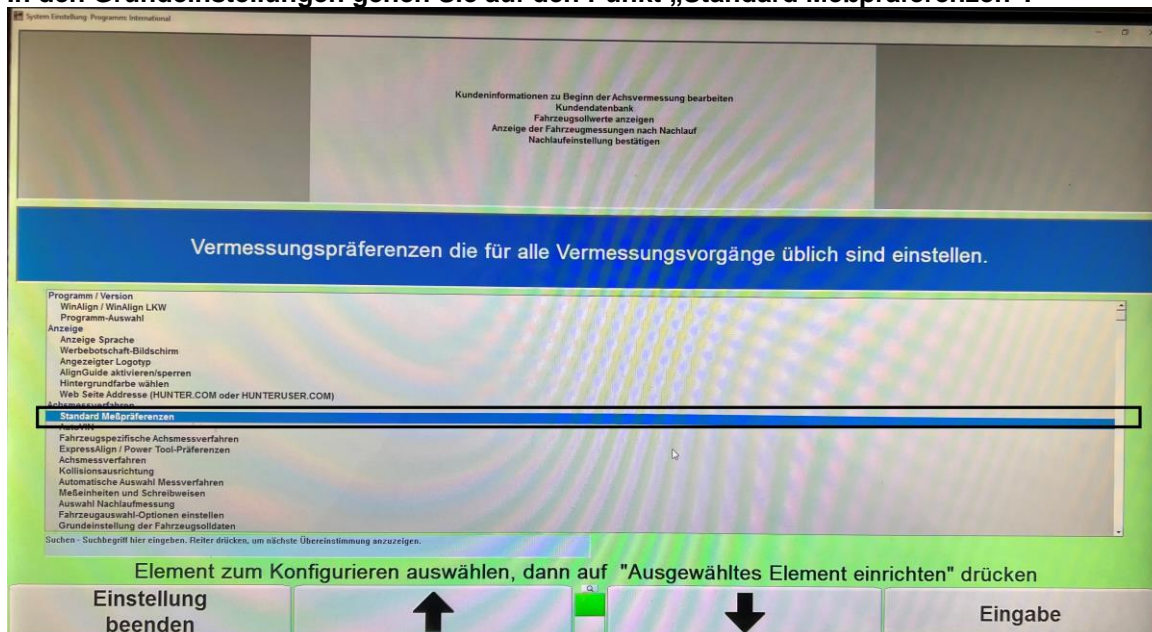 In den Grundeinstellungen gehen Sie auf den Punkt „Standard Meßpräferenzen“.
System Einstellung Programm: International
Kundeninformationen zu Beginn der Achsvermessung bearbeiten
Kundendatenbank
Fahrzeugsollwerte anzeigen
Anzeige der Fahrzeugmessungen nach Nachlauf
Nachlaufeinstellung bestätigen
Vermessungspräferenzen die für alle Vermessungsvorgänge üblich sind einstellen.
Programm / Version
WinAlign / WinAlign LKW
Programm-Auswahl
Anzeige
Anzeige Sprache
Werbebotschaft-Bildschirm
Angezeigter Logotyp
AlignGuide aktivieren/sperren
Hintergrundfarbe wählen
Web Seite Addresse (HUNTER.COM oder HUNTERUSER.COM)
Achsmessverfahren
Standard Meßpräferenzen
AutoVIN
Fahrzeugspezifische Achsmessverfahren
ExpressAlign / Power Tool-Präferenzen
Achsmessverfahren
Kollisionsausrichtung
Automatische Auswahl Messverfahren
Meßeinheiten und Schreibweisen
Auswahl Nachlaufmessung
Fahrzeugauswahl-Optionen einstellen
Grundeinstellung der Fahrzeugsolldaten
Suchen - Suchbegriff hier eingeben. Reiter drücken, um nächste Übereinstimmung anzuzeigen.
Element zum Konfigurieren auswählen, dann auf "Ausgewähltes Element einrichten" drücken
Einstellung
beenden
Eingabe